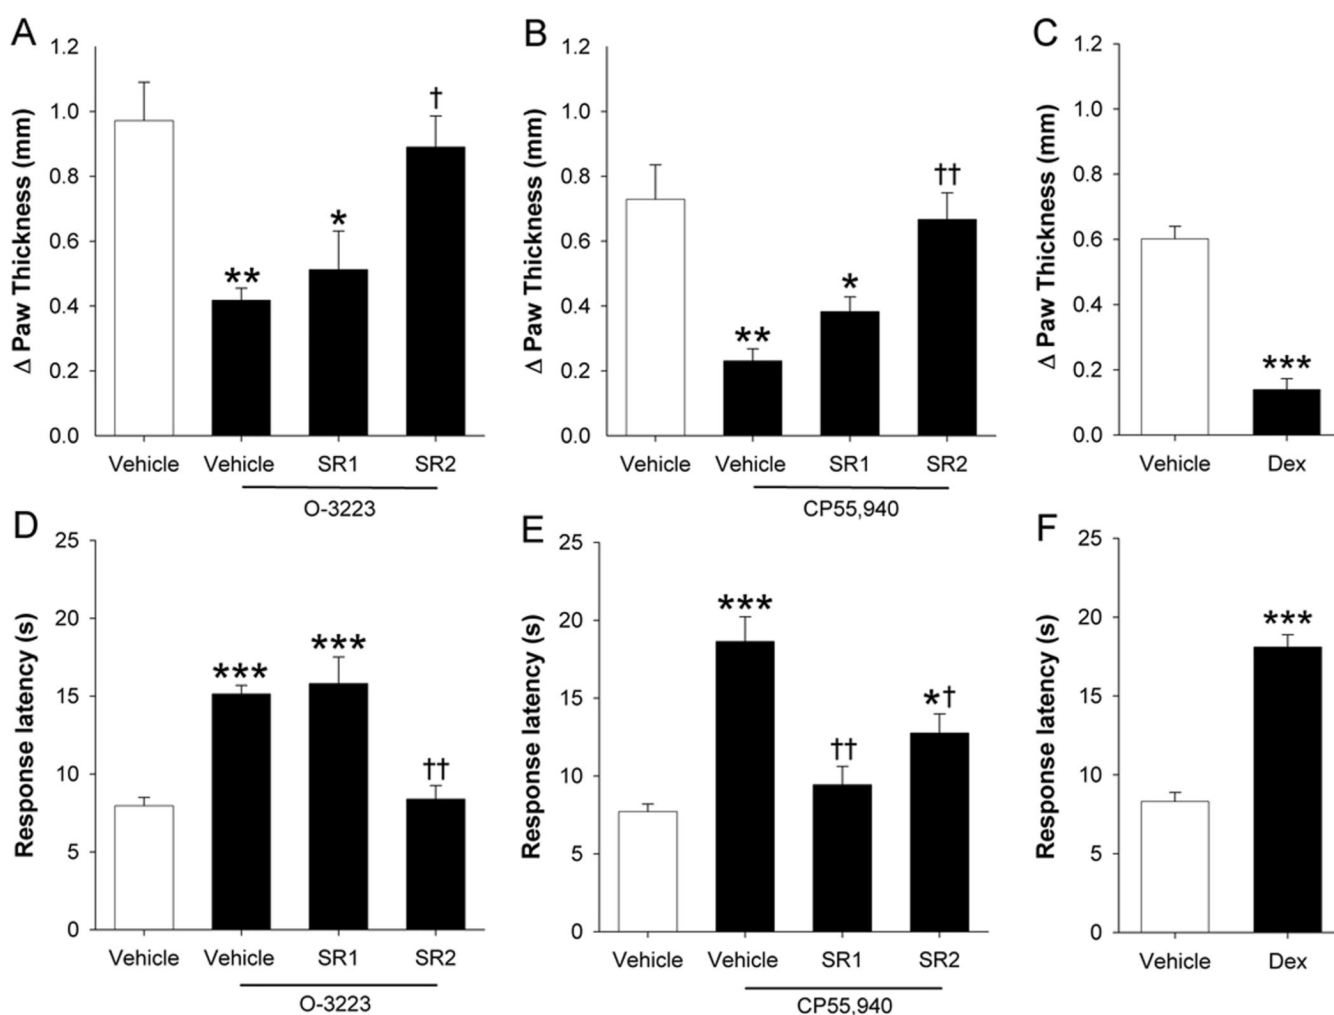 A
Δ Paw Thickness (mm)
1.2
1.0
0.8
0.6
0.4
0.2
0.0
**
*
†
Vehicle Vehicle SR1 SR2
O-3223
B
Δ Paw Thickness (mm)
1.2
1.0
0.8
0.6
0.4
0.2
0.0
**
*
††
Vehicle Vehicle SR1 SR2
CP55,940
C
Δ Paw Thickness (mm)
1.2
1.0
0.8
0.6
0.4
0.2
0.0
***
Vehicle Dex
D
Response latency (s)
25
20
15
10
5
0
***
***
††
Vehicle Vehicle SR1 SR2
O-3223
E
Response latency (s)
25
20
15
10
5
0
***
††
*†
Vehicle Vehicle SR1 SR2
CP55,940
F
Response latency (s)
25
20
15
10
5
0
***
Vehicle Dex